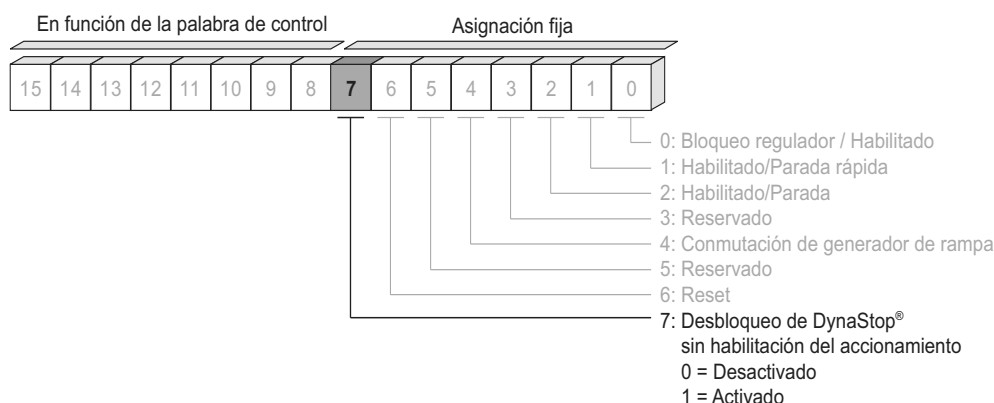 En función de la palabra de control
Asignación fija
15 14 13 12 11 10 9 8 7 6 5 4 3 2 1 0
0: Bloqueo regulador / Habilitado
1: Habilitado/Parada rápida
2: Habilitado/Parada
3: Reservado
4: Conmutación de generador de rampa
5: Reservado
6: Reset
7: Desbloqueo de DynaStop®
sin habilitación del accionamiento
0 = Desactivado
1 = Activado